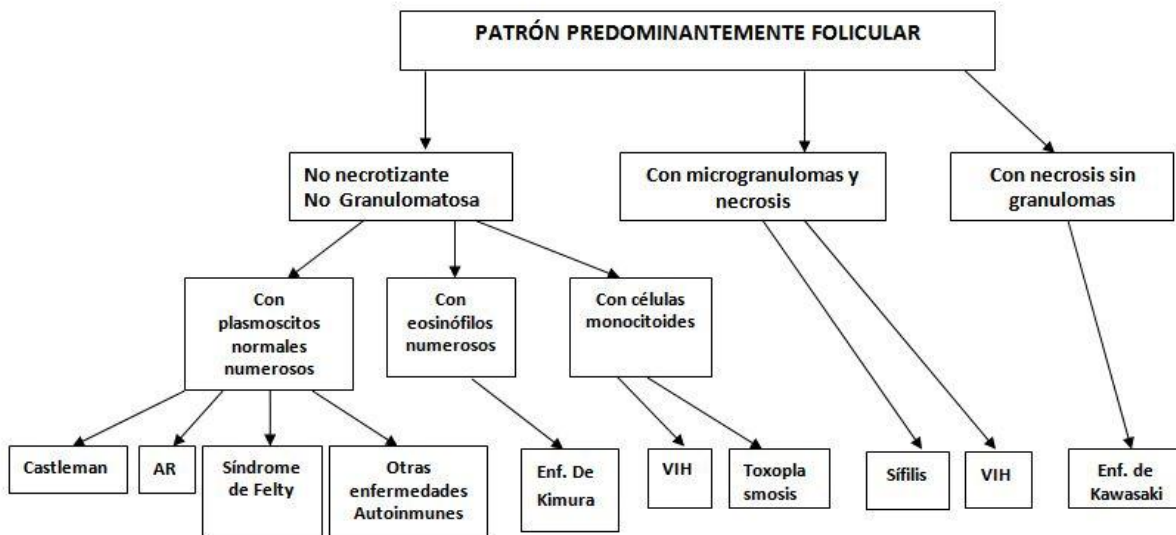 PATRÓN PREDOMINANTEMENTE FOLICULAR
No necrotizante
No Granulomatosa
Con microgranulomas y
necrosis
Con necrosis sin
granulomas
Con
plasmoscitos
normales
numerosos
Con
eosinófilos
numerosos
Con células
monocitoides
Castleman
AR
Síndrome
de Felty
Otras
enfermedades
Autoinmunes
Enf. De
Kimura
VIH
Toxopla
smosis
Sífilis
VIH
Enf. de
Kawasaki